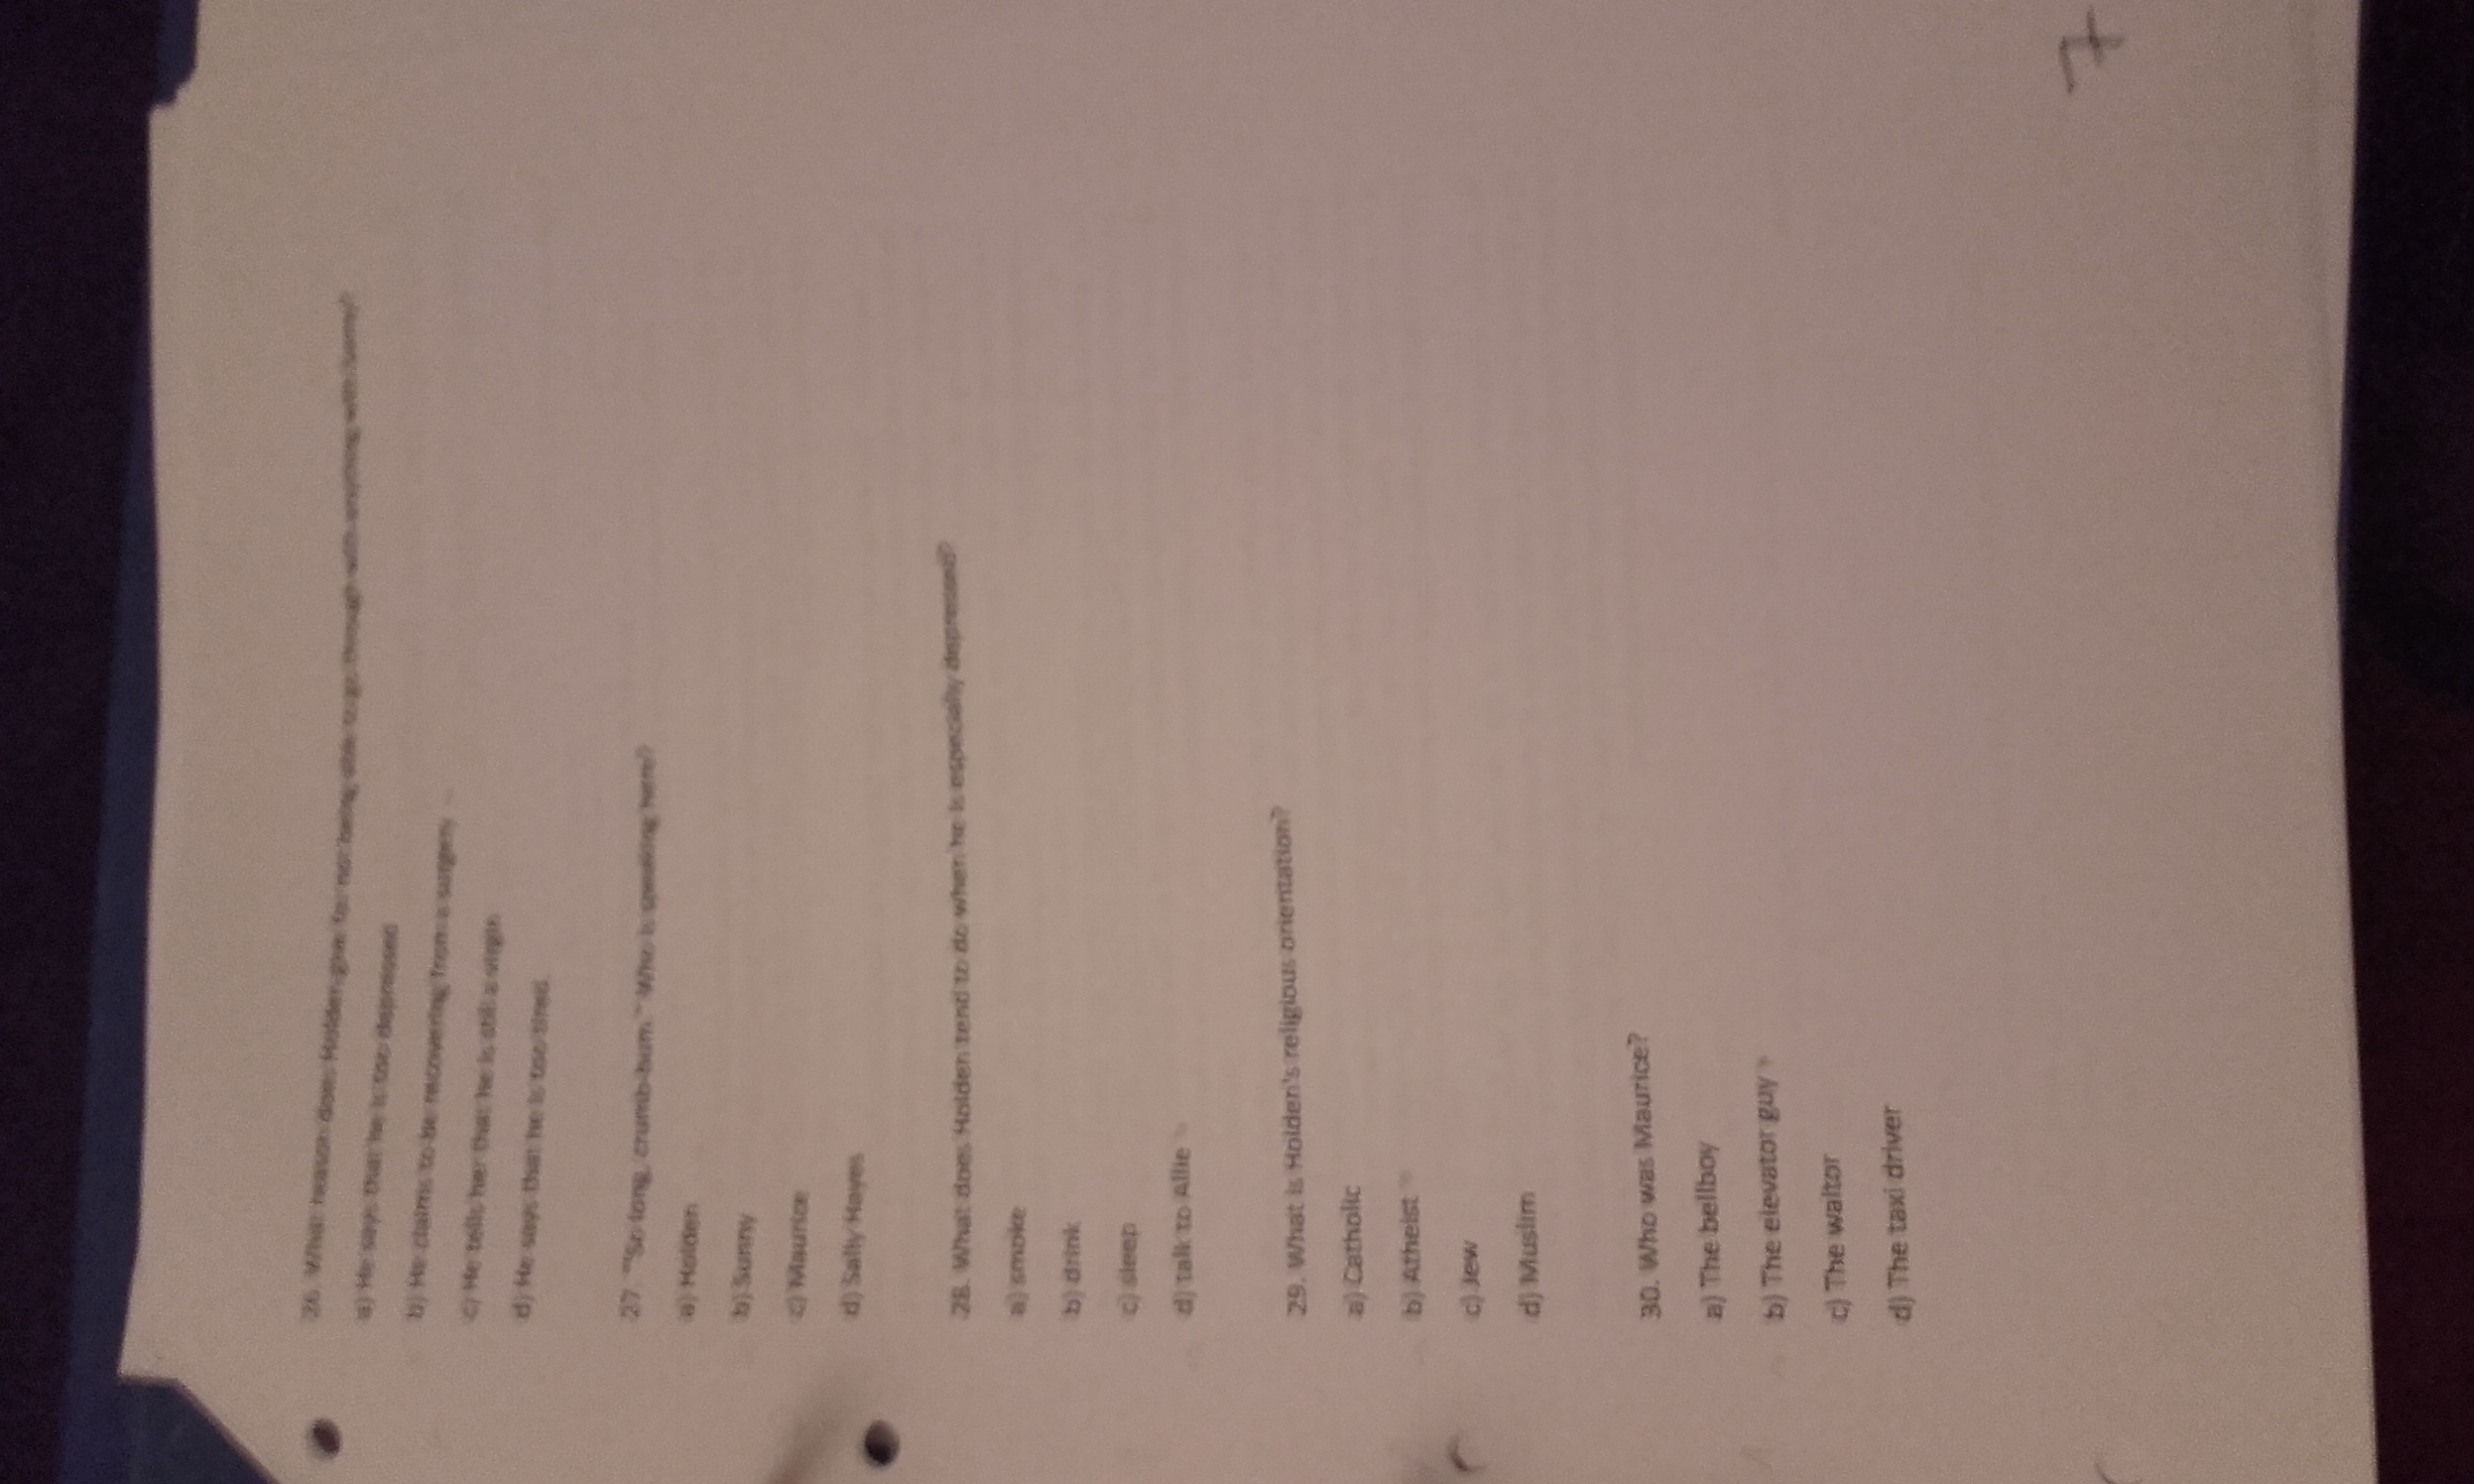 26. What reason does Holden give for not being able to go through with anything with Sunny?
a) He says that he is too depressed
b) He claims to be recovering from a surgery
c) He tells her that he is still a virgin
d) He says that he is too tired.
27. "'So long, crumb-bum." Who is speaking here?
a) Holden
b) Sunny
c) Maurice
d) Sally Hayes
28. What does Holden tend to do when he is especially depressed?
a) smoke
b) drink
c) sleep
d) talk to Allie
29. What is Holden's religious orientation?
a) Catholic
b) Atheist
c) Jew
d) Muslim
30. Who was Maurice?
a) The bellboy
b) The elevator guy
c) The waitor
d) The taxi driver
7